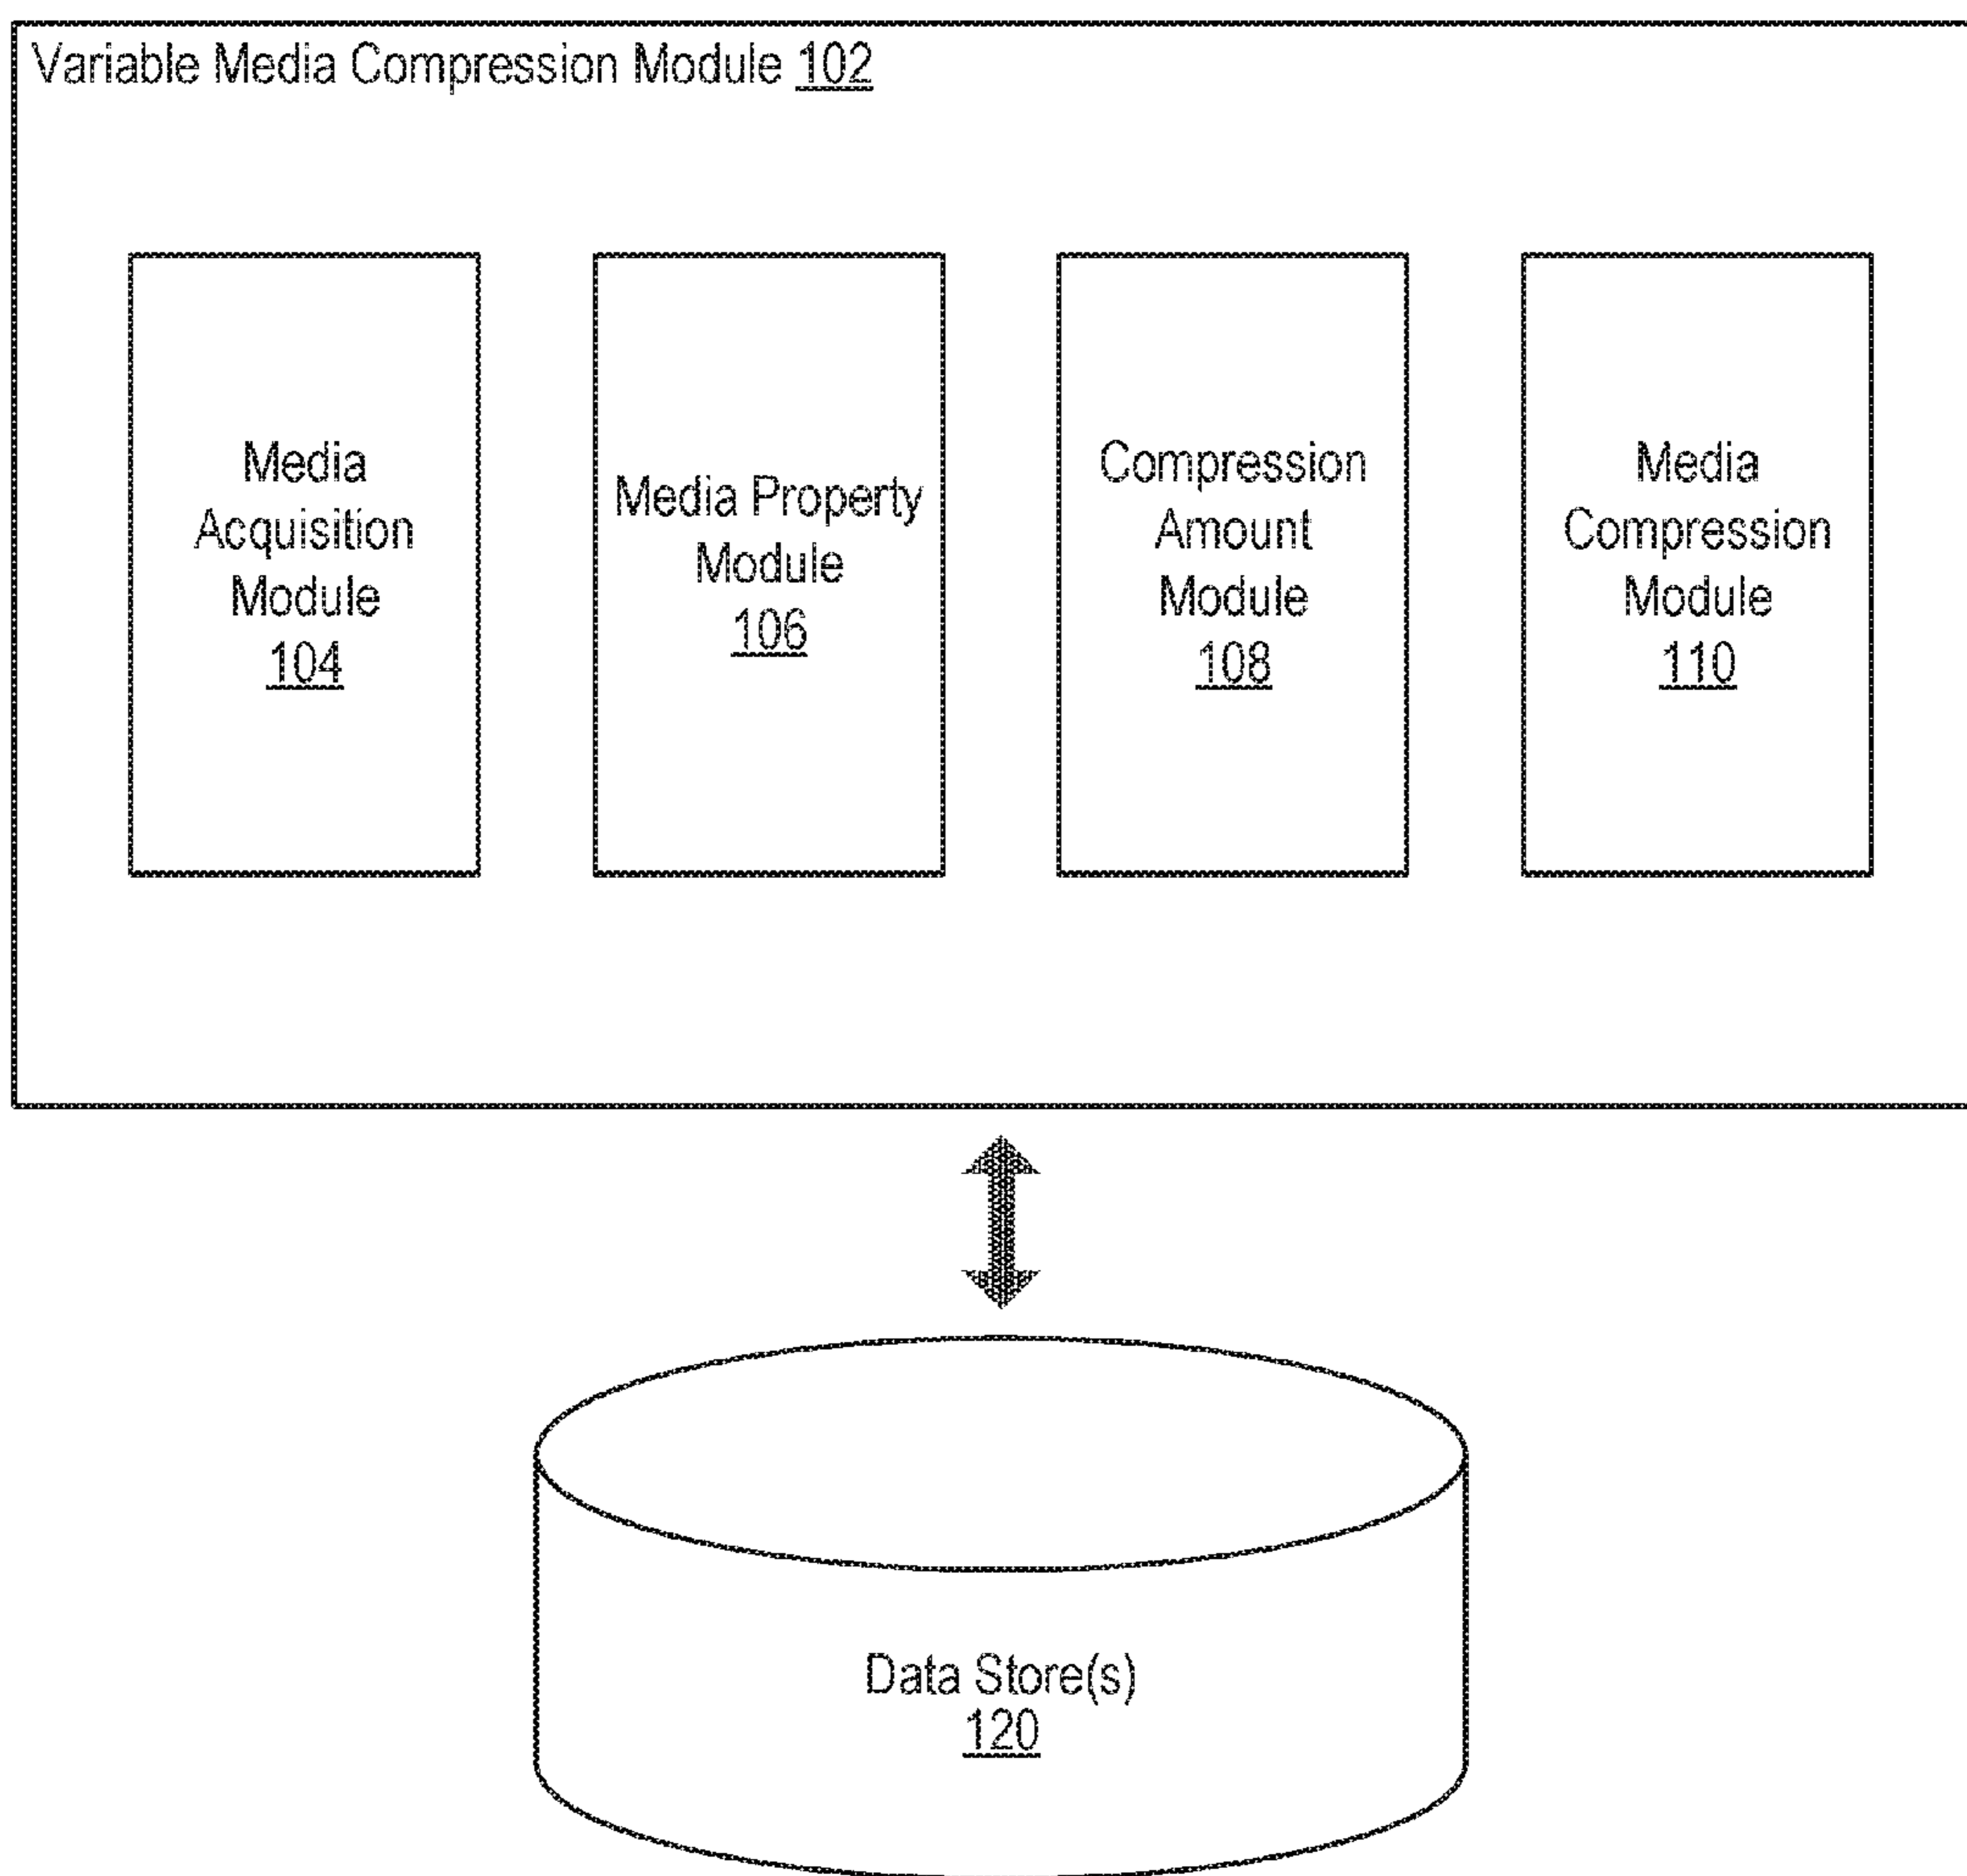 Variable Media Compression Module 102
Media
Acquisition
Module
104
Media Property
Module
106
Compression
Amount
Module
108
Media
Compression
Module
110
Data Store(s)
120